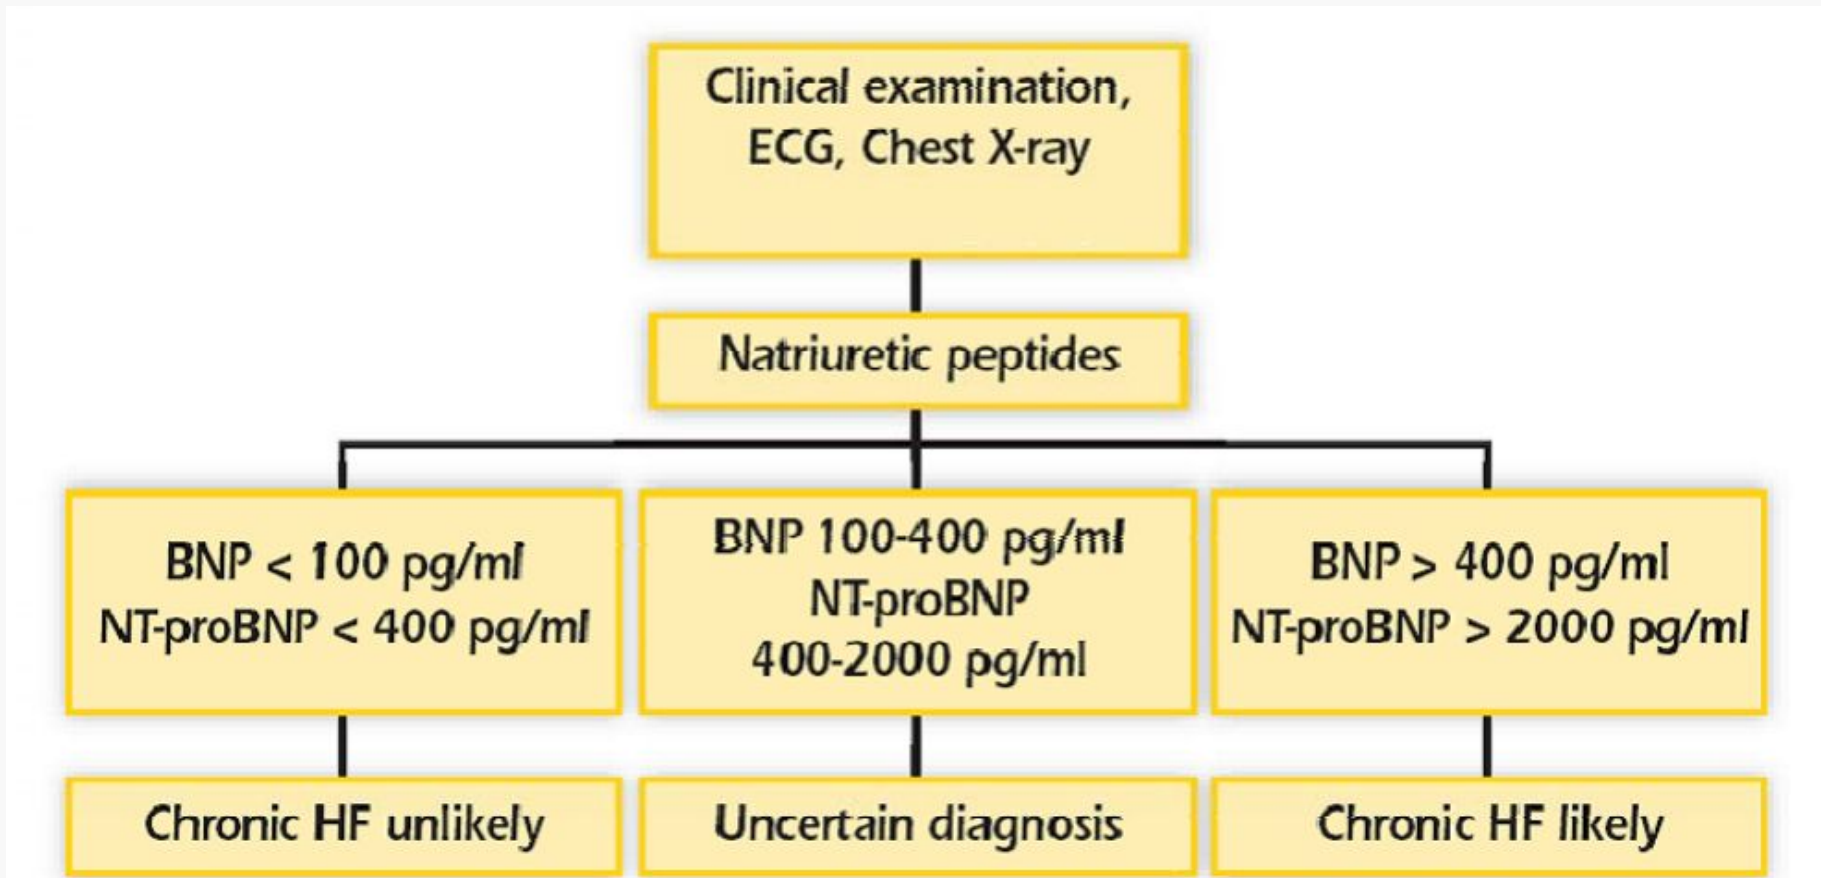 Clinical examination,
ECG, Chest X-ray
Natriuretic peptides
BNP < 100 pg/ml
NT-proBNP < 400 pg/ml
BNP 100-400 pg/ml
NT-proBNP
400-2000 pg/ml
BNP > 400 pg/ml
NT-proBNP > 2000 pg/ml
Chronic HF unlikely
Uncertain diagnosis
Chronic HF likely